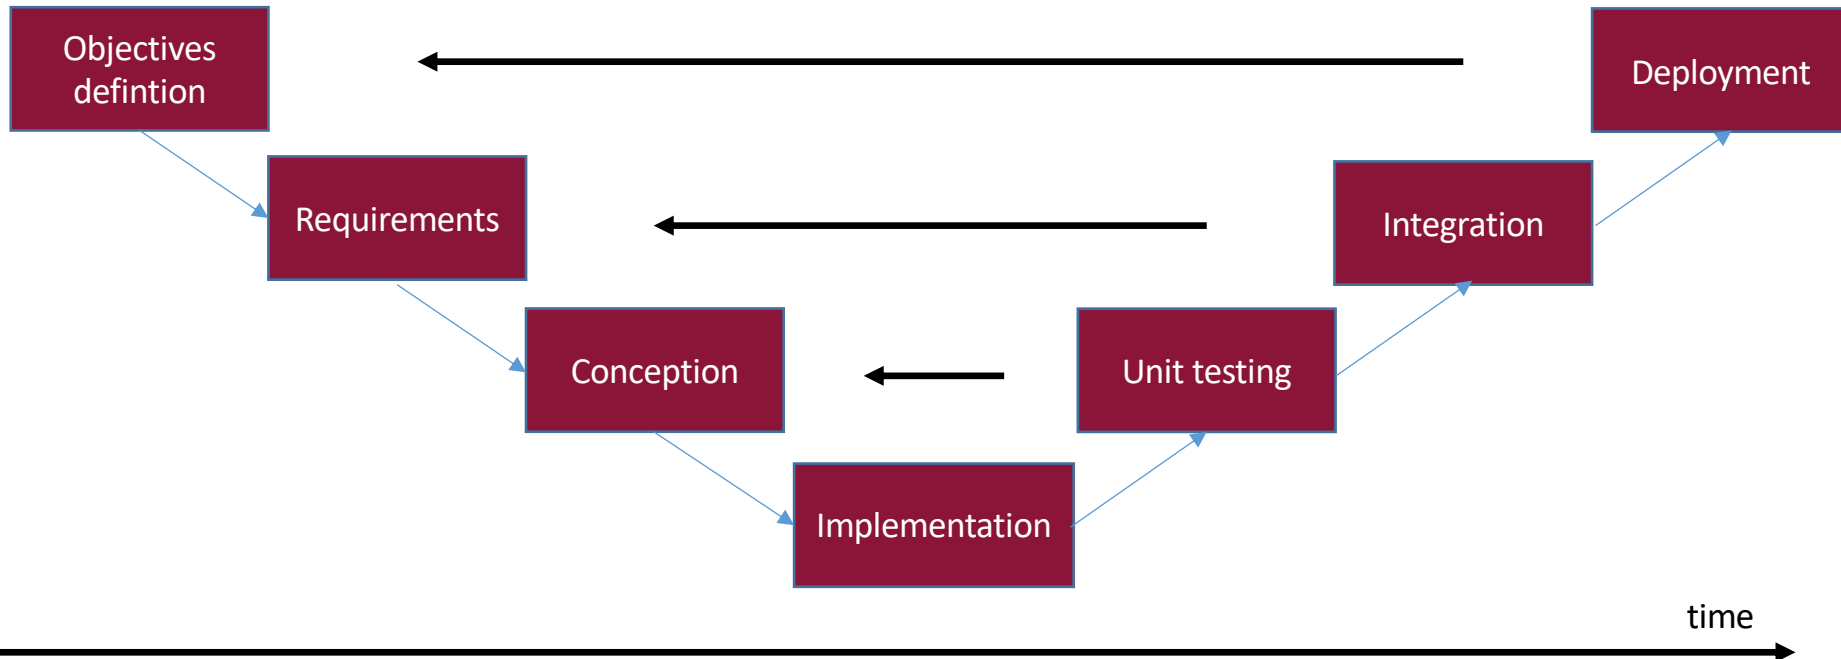 Objectives
defintion
Deployment
Requirements
Integration
Conception
Unit testing
Implementation
time